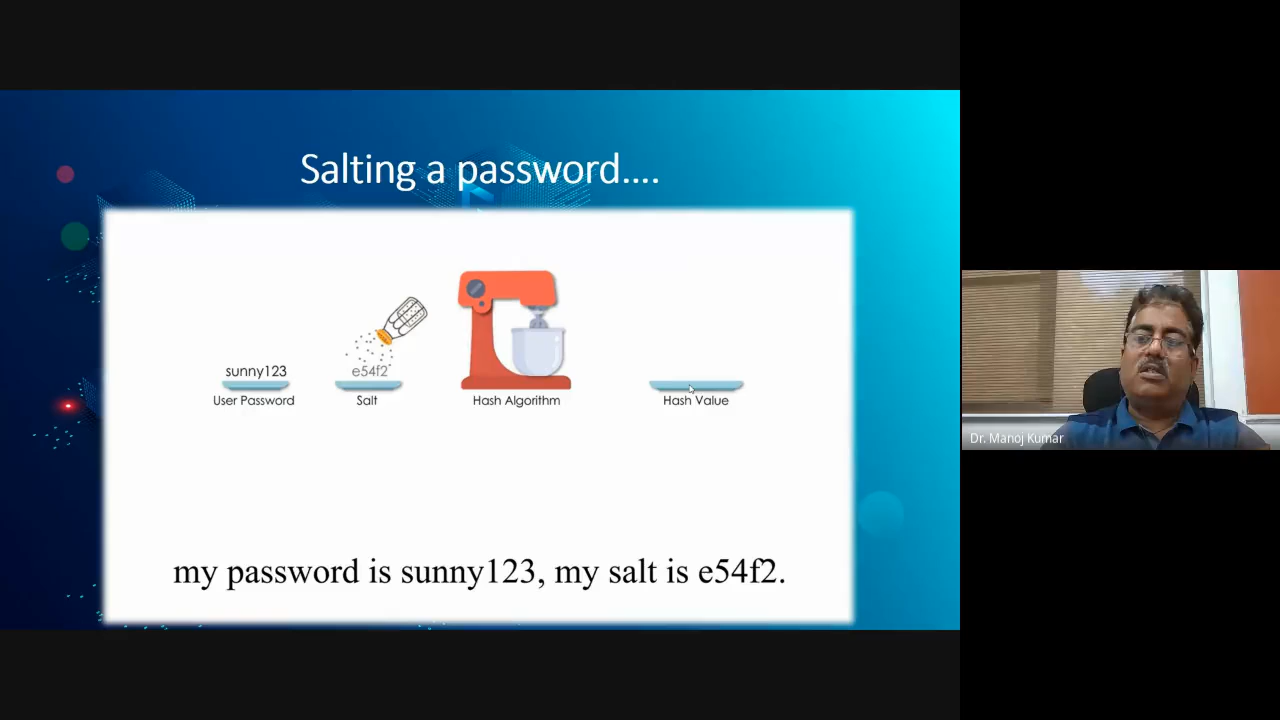 Salting a password....
sunny123
e54f2
User Password
Salt
Hash Algorithm
Hash Value
my password is sunny123, my salt is e54f2.
Dr. Manoj Kumar